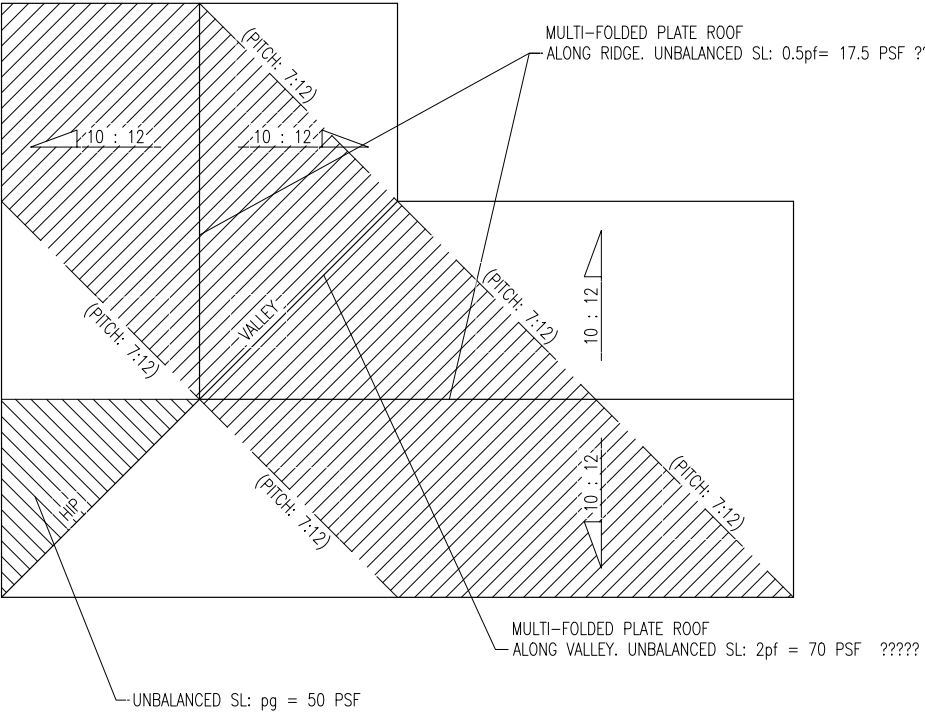 MULTI-FOLDED PLATE ROOF
ALONG RIDGE. UNBALANCED SL: 0.5pf= 17.5 PSF ?
(PITCH: 7:12)
10 : 12
10 : 12
(PITCH: 7:12)
VALLEY
(PITCH: 7:12)
10 : 12
10 : 12
(PITCH: 7:12)
(PITCH: 7:12)
HIP
MULTI-FOLDED PLATE ROOF
ALONG VALLEY. UNBALANCED SL: 2pf = 70 PSF ?????
UNBALANCED SL: pg = 50 PSF